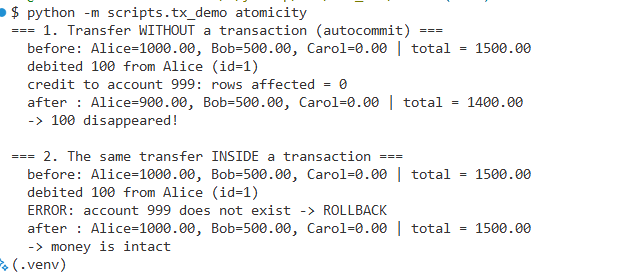 $ python -m scripts.tx_demo atomicity
=== 1. Transfer WITHOUT a transaction (autocommit) ===
  before: Alice=1000.00, Bob=500.00, Carol=0.00 | total = 1500.00
  debited 100 from Alice (id=1)
  credit to account 999: rows affected = 0
  after : Alice=900.00, Bob=500.00, Carol=0.00 | total = 1400.00
  -> 100 disappeared!

=== 2. The same transfer INSIDE a transaction ===
  before: Alice=1000.00, Bob=500.00, Carol=0.00 | total = 1500.00
  debited 100 from Alice (id=1)
  ERROR: account 999 does not exist -> ROLLBACK
  after : Alice=1000.00, Bob=500.00, Carol=0.00 | total = 1500.00
  -> money is intact
(.venv)